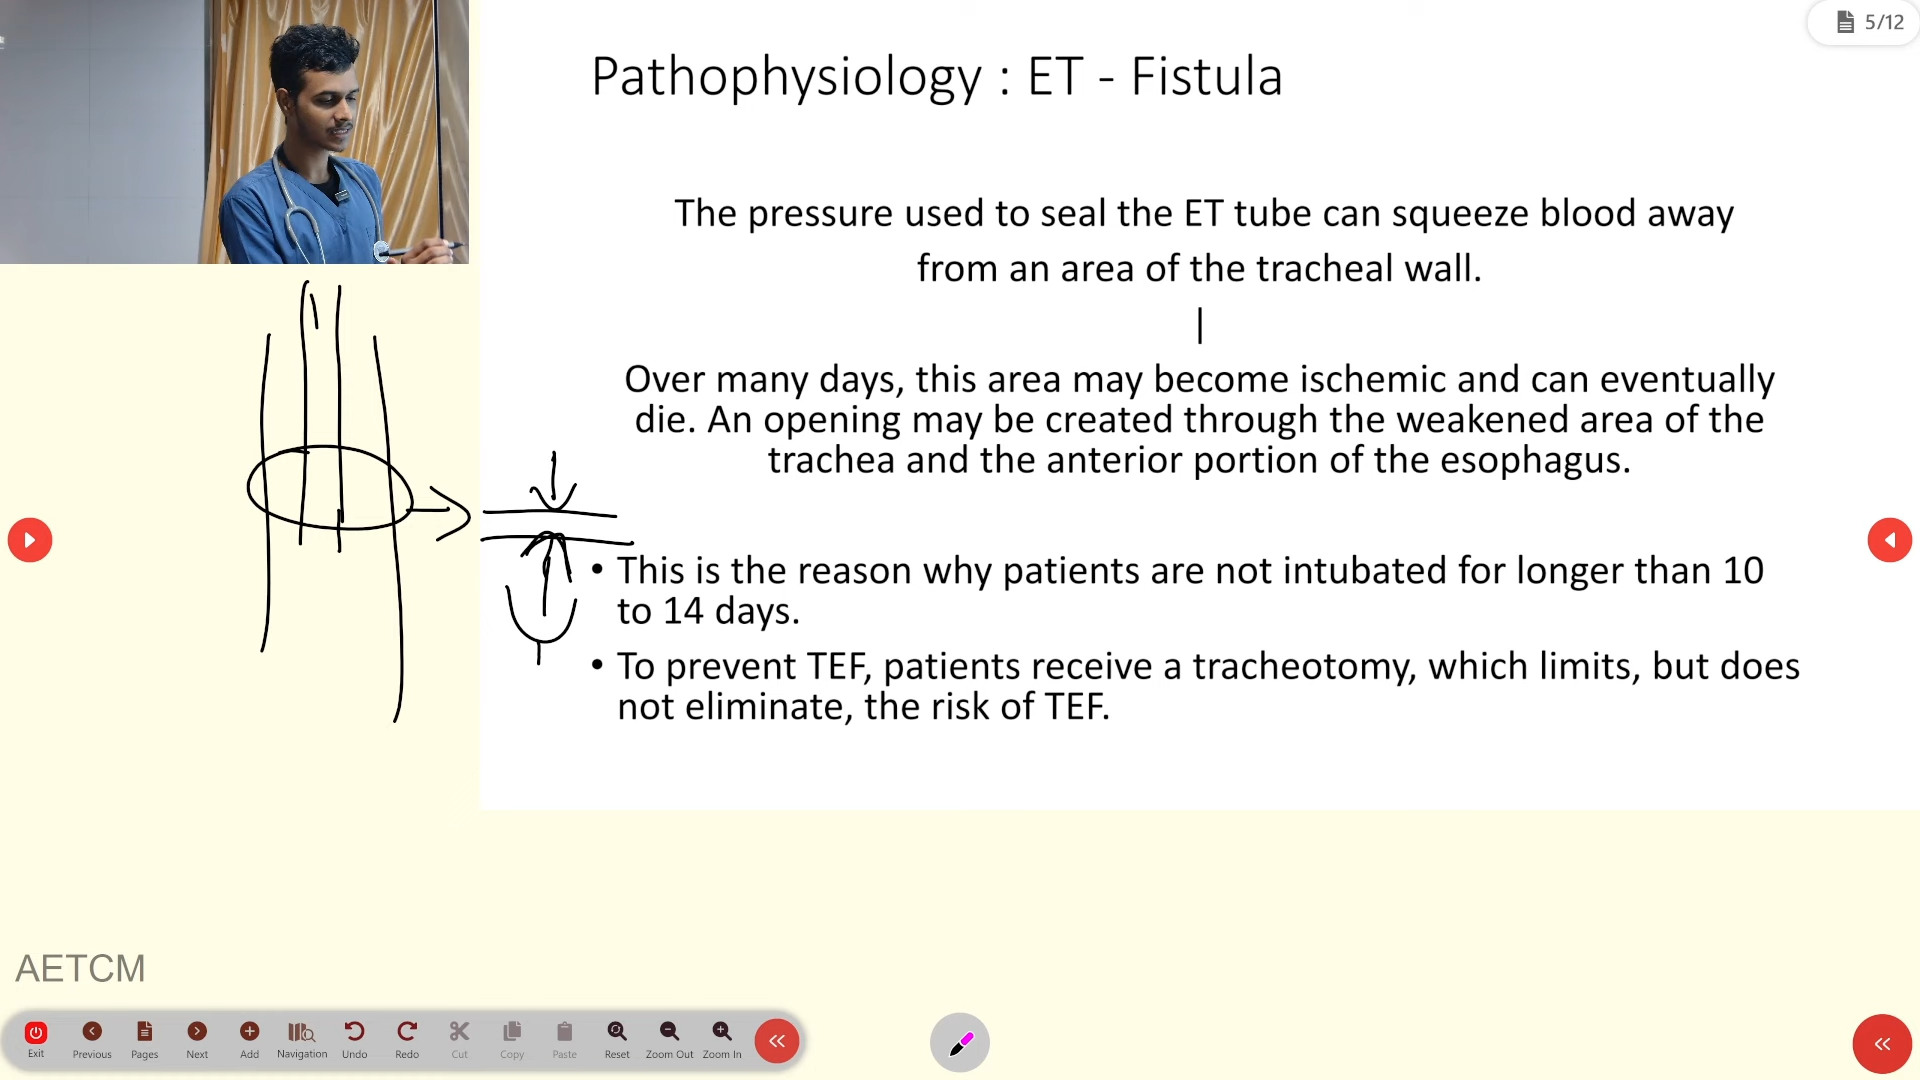 5/12
Pathophysiology : ET - Fistula
The pressure used to seal the ET tube can squeeze blood away
from an area of the tracheal wall.
|
Over many days, this area may become ischemic and can eventually
die. An opening may be created through the weakened area of the
trachea and the anterior portion of the esophagus.
• This is the reason why patients are not intubated for longer than 10
to 14 days.
• To prevent TEF, patients receive a tracheotomy, which limits, but does
not eliminate, the risk of TEF.
AETCM
Exit Previous Pages Next Add Navigation Undo Redo Cut Copy Paste Reset Zoom Out Zoom In